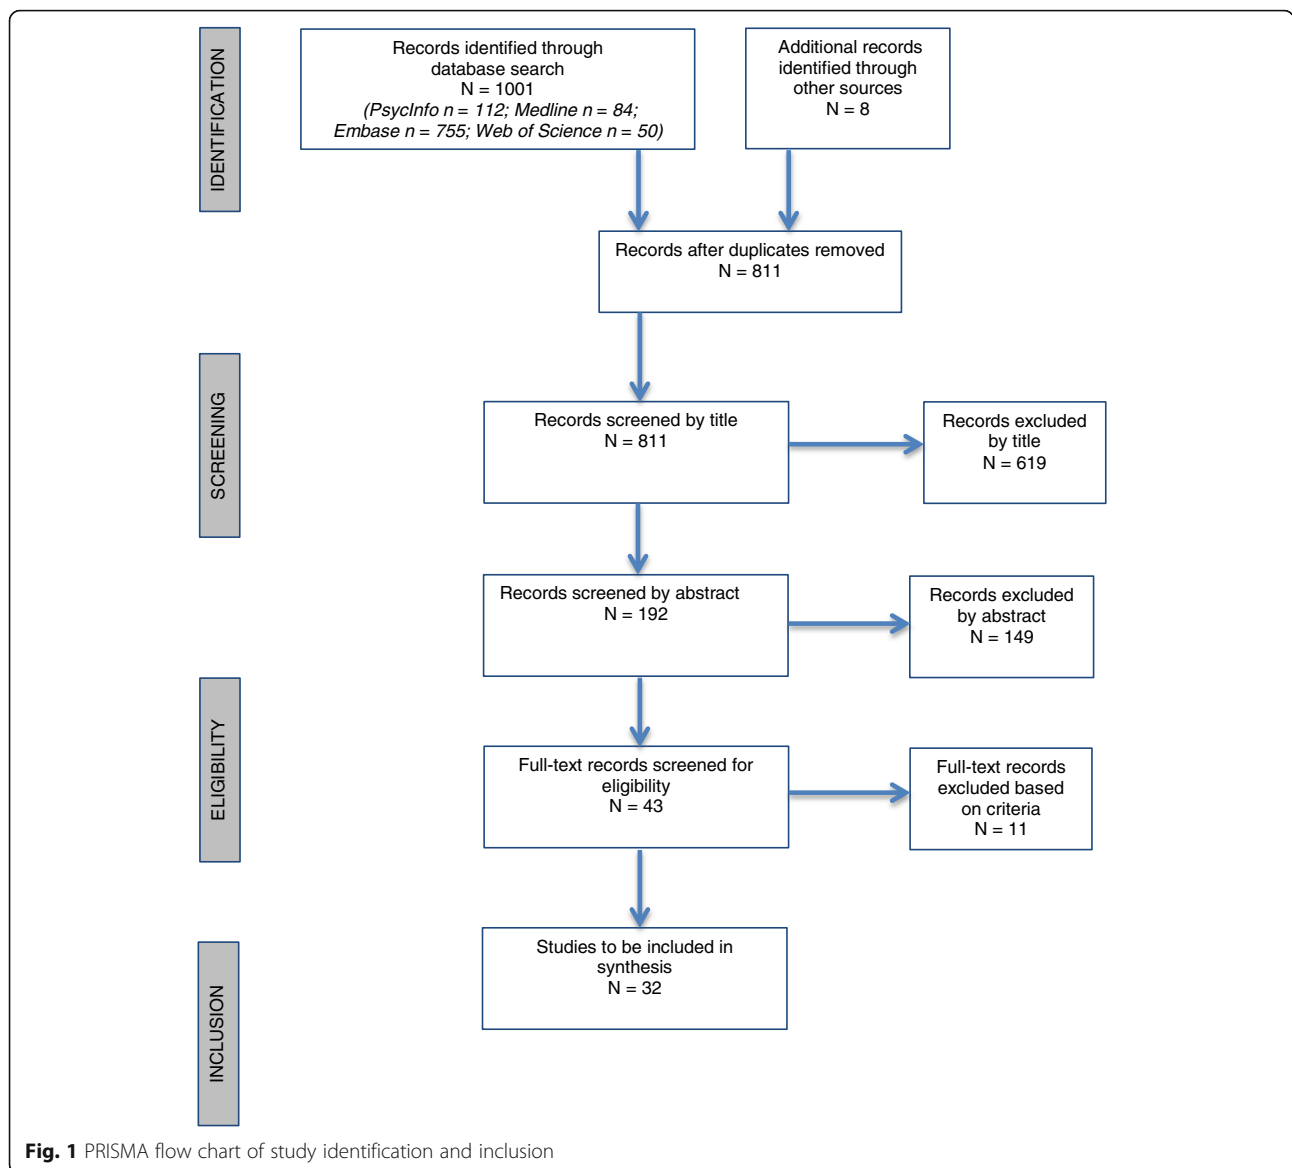 IDENTIFICATION
Records identified through
database search
N = 1001
(PsycInfo n = 112; Medline n = 84;
Embase n = 755; Web of Science n = 50)
Additional records
identified through
other sources
N = 8
Records after duplicates removed
N = 811
SCREENING
Records screened by title
N = 811
Records excluded
by title
N = 619
Records screened by abstract
N = 192
Records excluded
by abstract
N = 149
ELIGIBILITY
Full-text records screened for
eligibility
N = 43
Full-text records
excluded based
on criteria
N = 11
INCLUSION
Studies to be included in
synthesis
N = 32
Fig. 1 PRISMA flow chart of study identification and inclusion